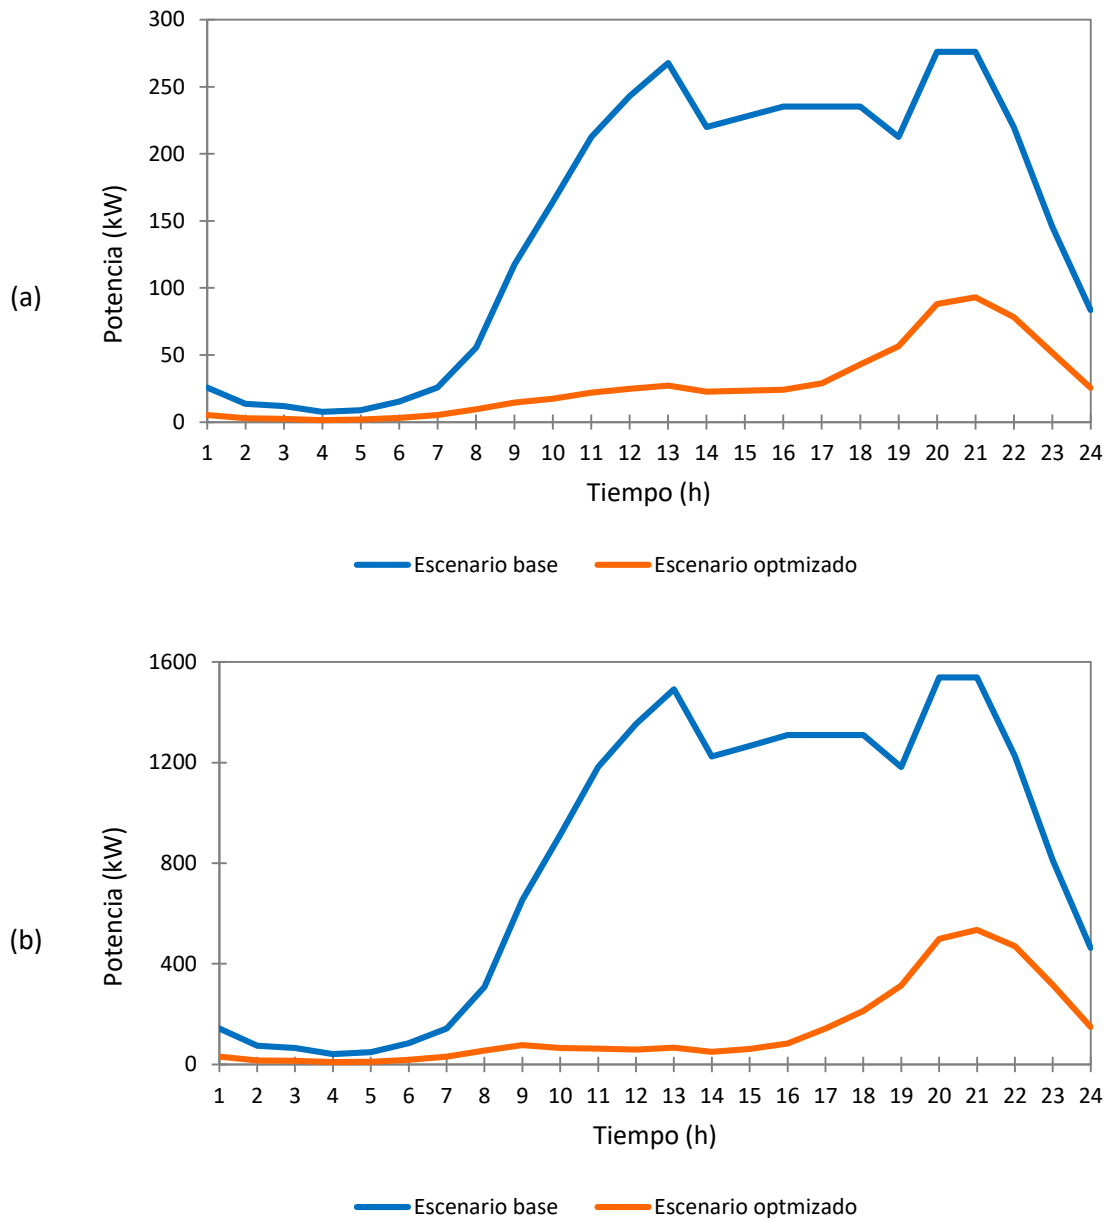 300
250
200
150
100
50
0
Potencia (kW)
(a)
1 2 3 4 5 6 7 8 9 10 11 12 13 14 15 16 17 18 19 20 21 22 23 24
Tiempo (h)
Escenario base Escenario optmizado
1600
1200
800
400
0
Potencia (kW)
(b)
1 2 3 4 5 6 7 8 9 10 11 12 13 14 15 16 17 18 19 20 21 22 23 24
Tiempo (h)
Escenario base Escenario optmizado